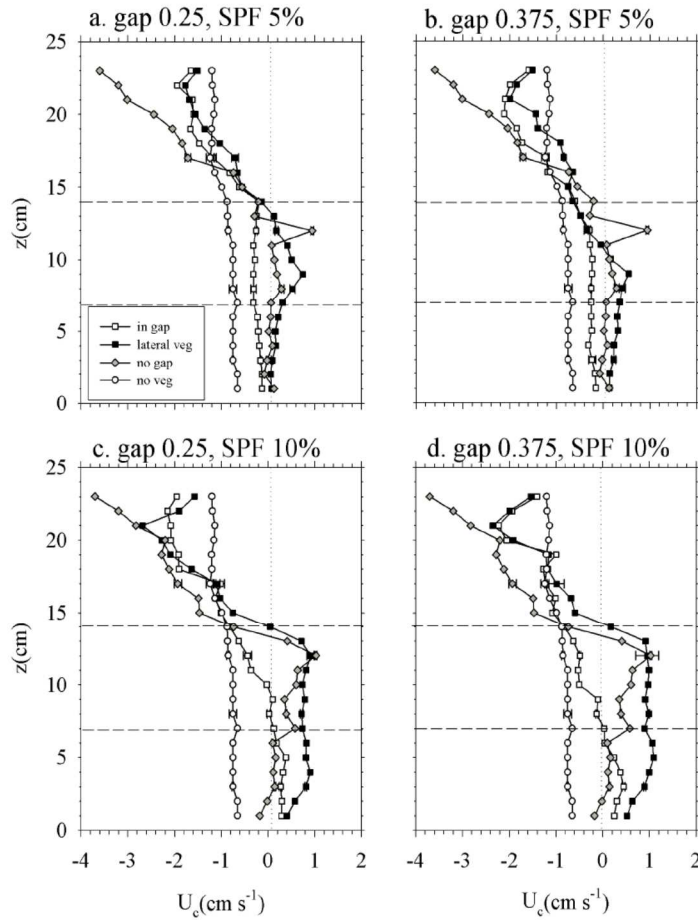 a. gap 0.25, SPF 5%
b. gap 0.375, SPF 5%
25
20
15
10
5
0
z(cm)
in gap
lateral veg
no gap
no veg
c. gap 0.25, SPF 10%
d. gap 0.375, SPF 10%
25
20
15
10
5
0
z(cm)
-4 -3 -2 -1 0 1 2
-4 -3 -2 -1 0 1 2
U_c(cm s⁻¹)
U_c(cm s⁻¹)